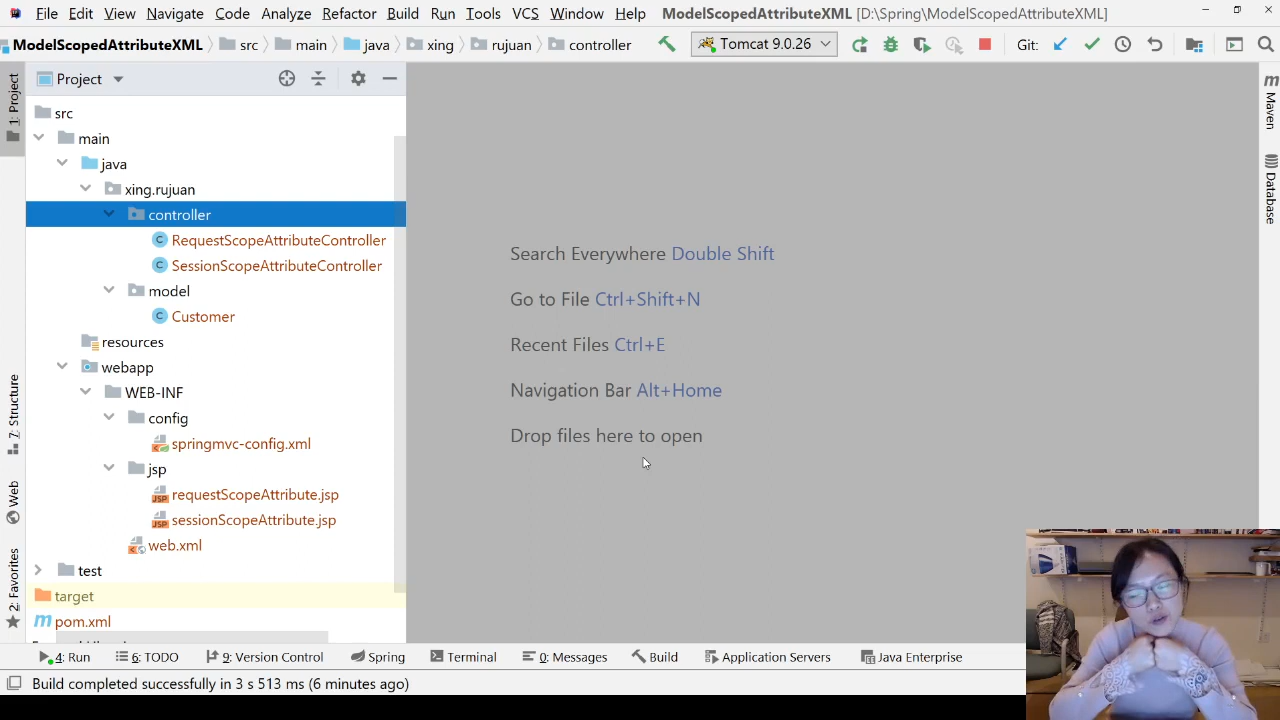 File Edit View Navigate Code Analyze Refactor Build Run Tools VCS Window Help ModelScopedAttributeXML [D:\Spring\ModelScopedAttributeXML]
ModelScopedAttributeXML src main java xing rujuan controller Tomcat 9.0.26 Git:
1: Project
Project
src
main
java
xing.rujuan
controller
RequestScopeAttributeController
SessionScopeAttributeController
model
Customer
resources
webapp
WEB-INF
config
springmvc-config.xml
jsp
requestScopeAttribute.jsp
sessionScopeAttribute.jsp
web.xml
test
target
pom.xml
7: Structure
Web
2: Favorites
Search Everywhere Double Shift
Go to File Ctrl+Shift+N
Recent Files Ctrl+E
Navigation Bar Alt+Home
Drop files here to open
Maven
Database
4: Run 6: TODO 9: Version Control Spring Terminal 0: Messages Build Application Servers Java Enterprise
Build completed successfully in 3 s 513 ms (6 minutes ago)